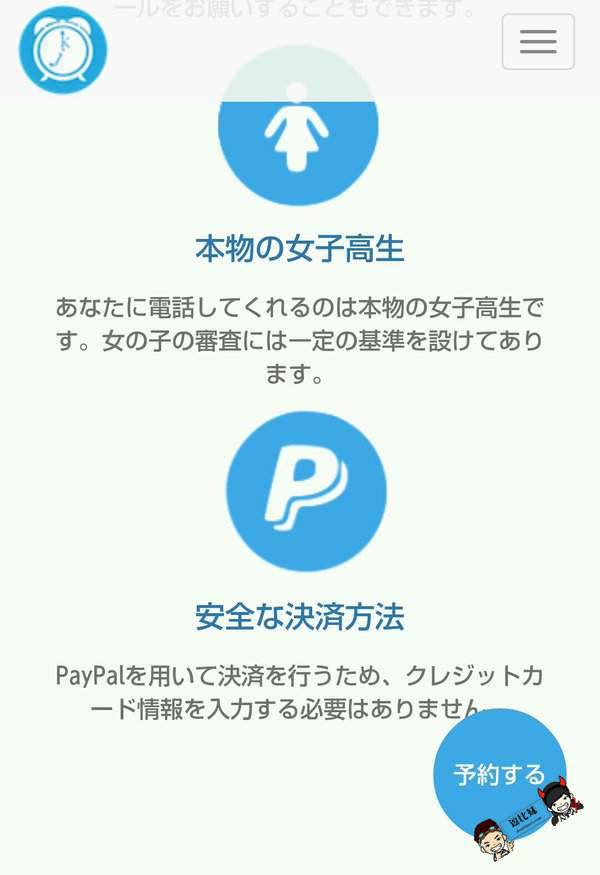 ールをお願いすることもできます。
jk
本物の女子高生
あなたに電話してくれるのは本物の女子高生で
す。女の子の審査には一定の基準を設けてあり
ます。
安全な決済方法
PayPalを用いて決済を行うため、クレジットカ
ード情報を入力する必要はありません
予約する
逗比妹